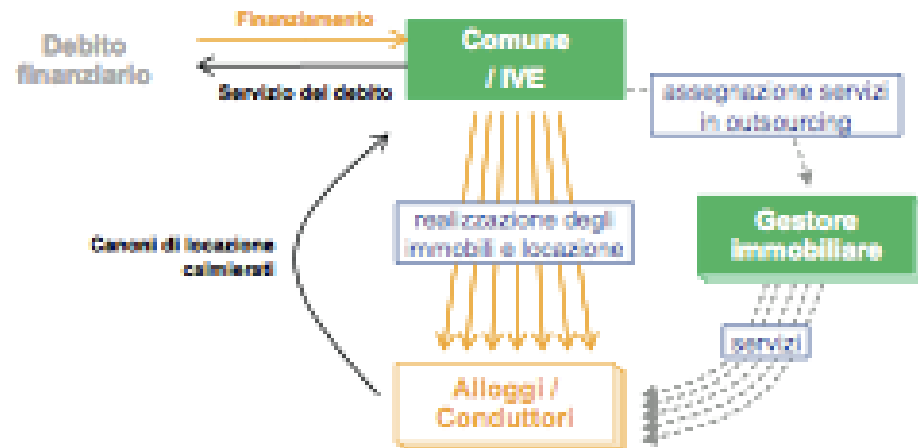 Finanziamento
Debito
finanziario
Comune
/ IVE
Servizio del debito
assegnazione servizi
in outsourcing
Canoni di locazione
calmierati
realizzazione degli
immobili e locazione
Gestore
Immobiliare
servizi
Alloggi /
Conduttori